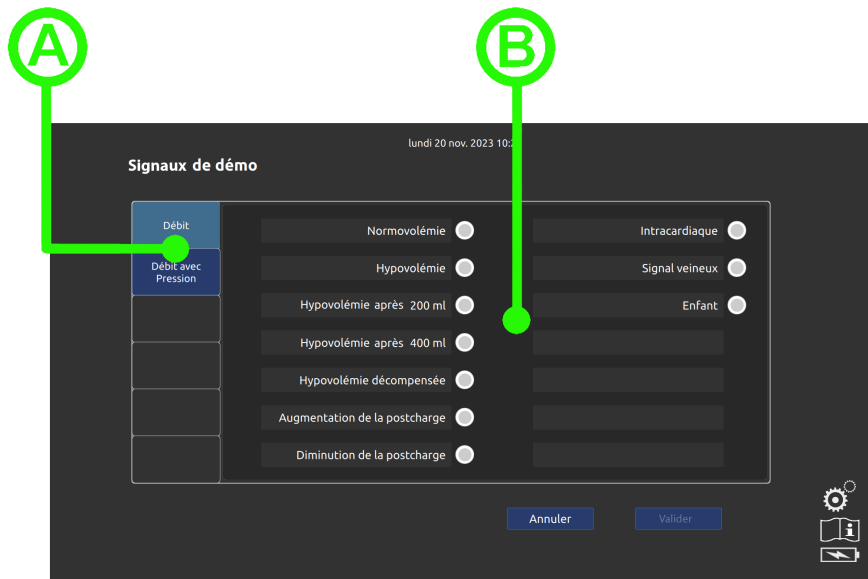 A
B
lundi 20 nov. 2023 10:2
Signaux de démo
Débit
Débit avec
Pression
Normovolémie
Hypovolémie
Hypovolémie après 200 ml
Hypovolémie après 400 ml
Hypovolémie décompensée
Augmentation de la postcharge
Diminution de la postcharge
Intracardiaque
Signal veineux
Enfant
Annuler
Valider
i